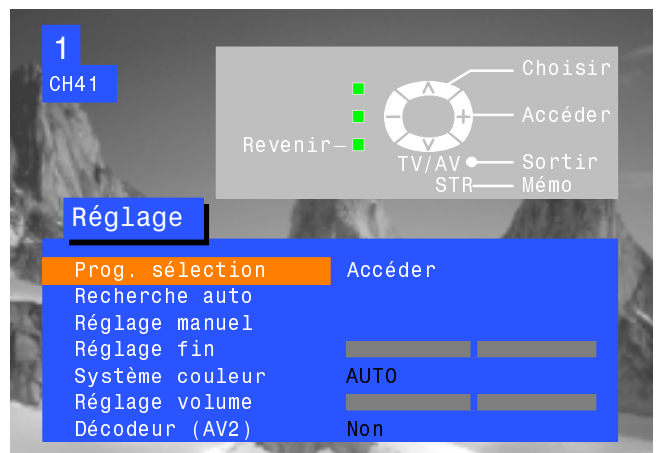 1
CH41
Choisir
Accéder
Revenir
TV/AV
Sortir
STR
Mémo
Réglage
Prog. sélection Accéder
Recherche auto
Réglage manuel
Réglage fin
Système couleur AUTO
Réglage volume
Décodeur (AV2) Non